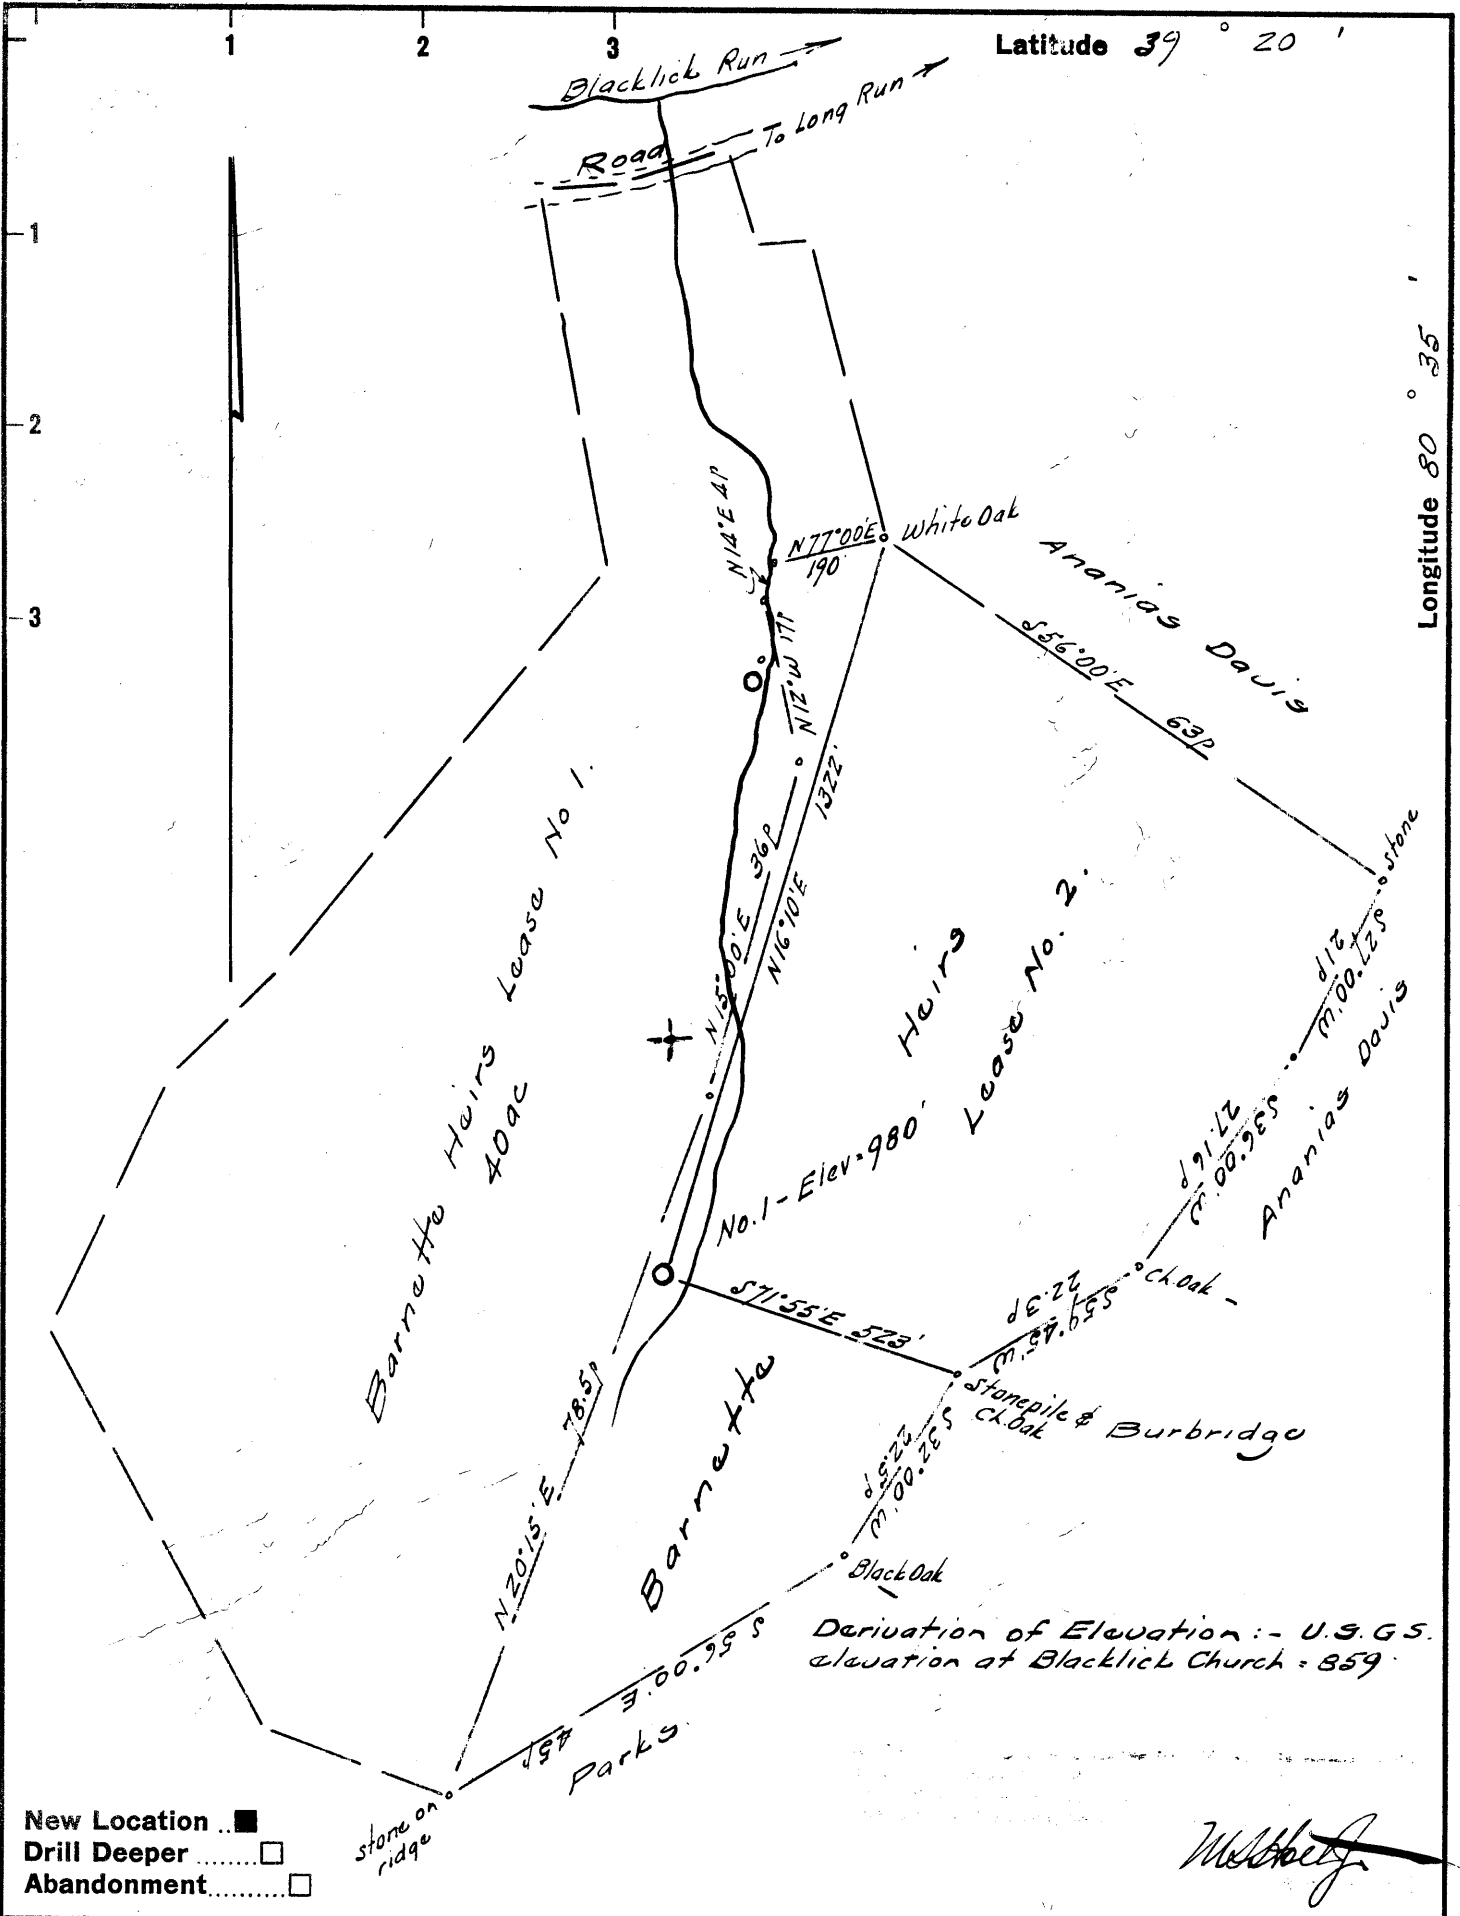 1
2
3
Latitude 39 ° 20 '
Blacklick Run
To Long Run
Road
1
2
3
Longitude 80 ° 35 '
N14°E 4P
N77°00'E
190'
White Oak
Ananias Davis
S56°00'E
63P
N12°W 17P
1322'
N16°10'E
N15°00'E 36P
stone
S27°00'W
21P
Ananias Davis
S36°00'W
27.16P
Barnette Heirs Lease No 1.
40ac
Barnette Heirs
Lease No. 2.
No. 1 - Elev = 980'
S71°55'E 523'
Ch. Oak
S59°45'W
22.3P
Stonepile &
Ch. Oak
Burbridge
S32°00'W
22.5P
Black Oak
78.5P
N20°15'E
S 56°00'E
45P
Parks
stone on
ridge
Derivation of Elevation :- U.S.G.S.
elevation at Blacklick Church = 859'
New Location .. ■
Drill Deeper ........ □
Abandonment .......... □